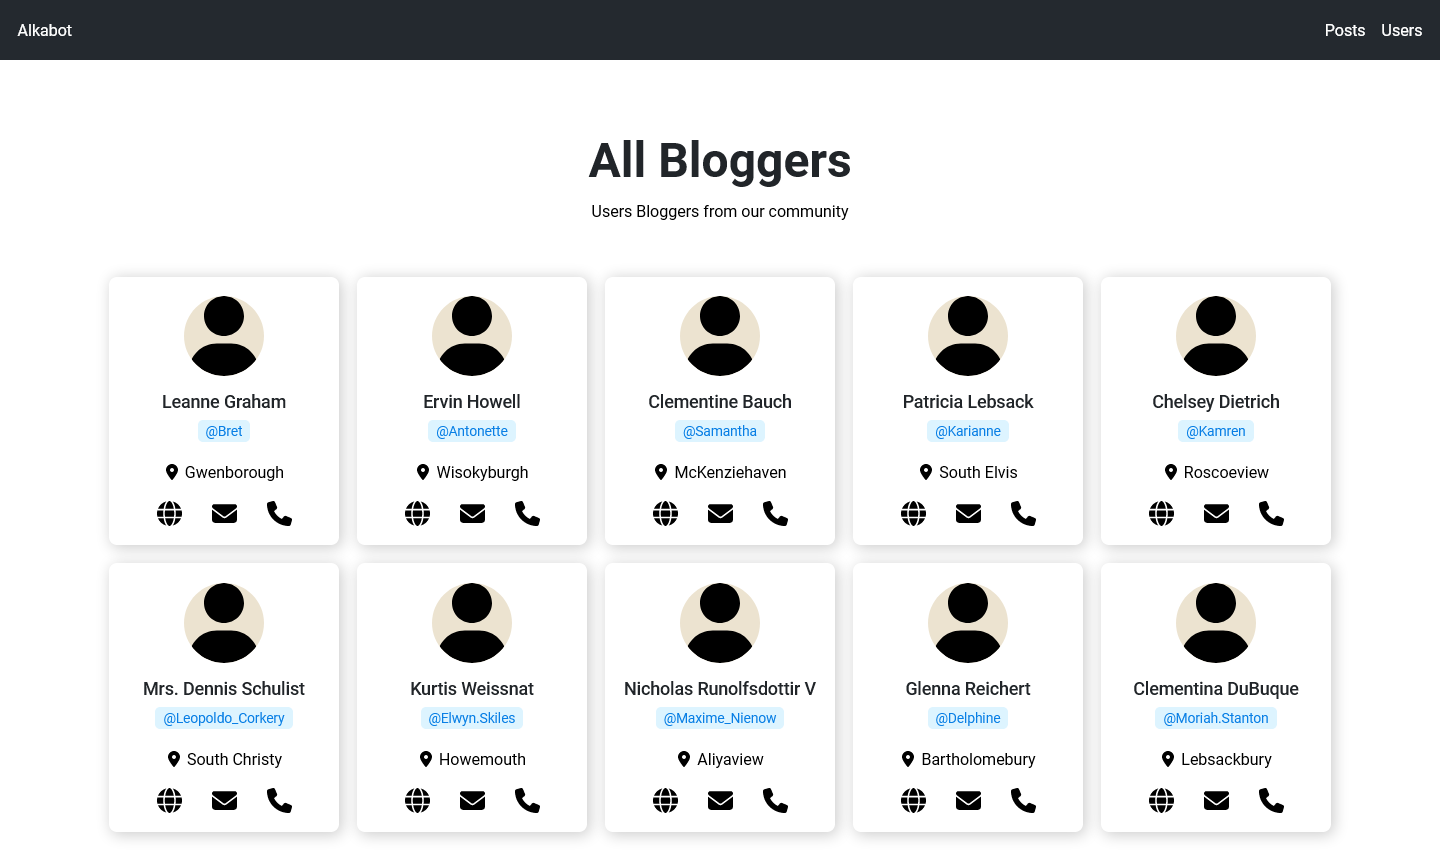 Alkabot
Posts
Users
All Bloggers
Users Bloggers from our community
Leanne Graham
@Bret
Gwenborough
Ervin Howell
@Antonette
Wisokyburgh
Clementine Bauch
@Samantha
McKenziehaven
Patricia Lebsack
@Karianne
South Elvis
Chelsey Dietrich
@Kamren
Roscoeview
Mrs. Dennis Schulist
@Leopoldo_Corkery
South Christy
Kurtis Weissnat
@Elwyn.Skiles
Howemouth
Nicholas Runolfsdottir V
@Maxime_Nienow
Aliyaview
Glenna Reichert
@Delphine
Bartholomebury
Clementina DuBuque
@Moriah.Stanton
Lebsackbury